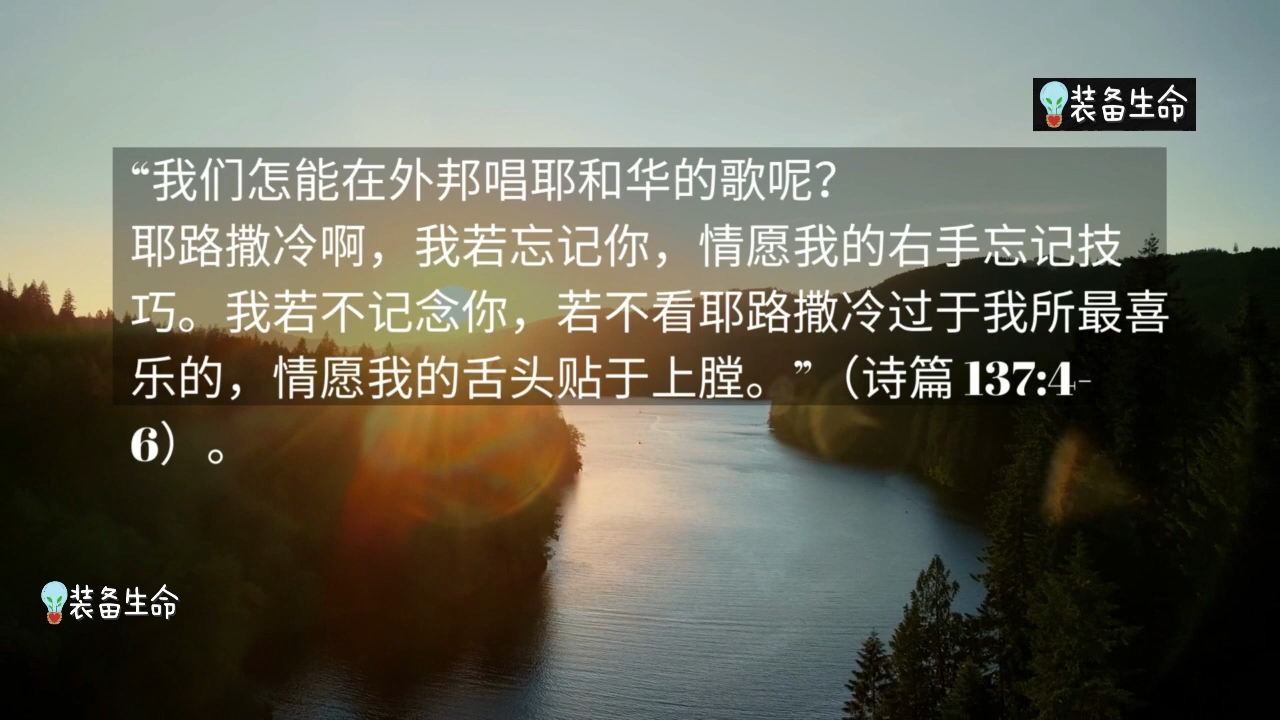 装备生命
“我们怎能在外邦唱耶和华的歌呢？
耶路撒冷啊，我若忘记你，情愿我的右手忘记技
巧。我若不记念你，若不看耶路撒冷过于我所最喜
乐的，情愿我的舌头贴于上膛。”（诗篇 137:4-
6）。
装备生命